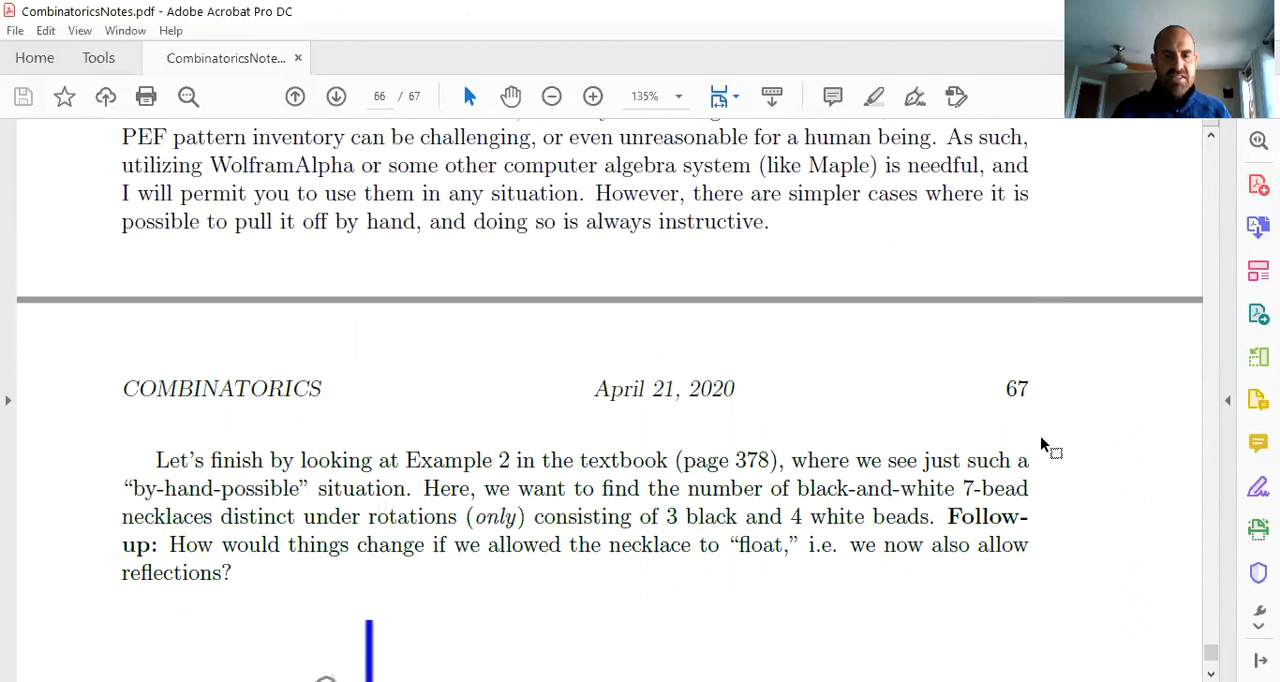 CombinatoricsNotes.pdf - Adobe Acrobat Pro DC
File Edit View Window Help
Home Tools CombinatoricsNote... ×
66 / 67 135%
PEF pattern inventory can be challenging, or even unreasonable for a human being. As such,
utilizing WolframAlpha or some other computer algebra system (like Maple) is needful, and
I will permit you to use them in any situation. However, there are simpler cases where it is
possible to pull it off by hand, and doing so is always instructive.
COMBINATORICS April 21, 2020 67
Let's finish by looking at Example 2 in the textbook (page 378), where we see just such a
“by-hand-possible” situation. Here, we want to find the number of black-and-white 7-bead
necklaces distinct under rotations (only) consisting of 3 black and 4 white beads. Follow-
up: How would things change if we allowed the necklace to “float,” i.e. we now also allow
reflections?